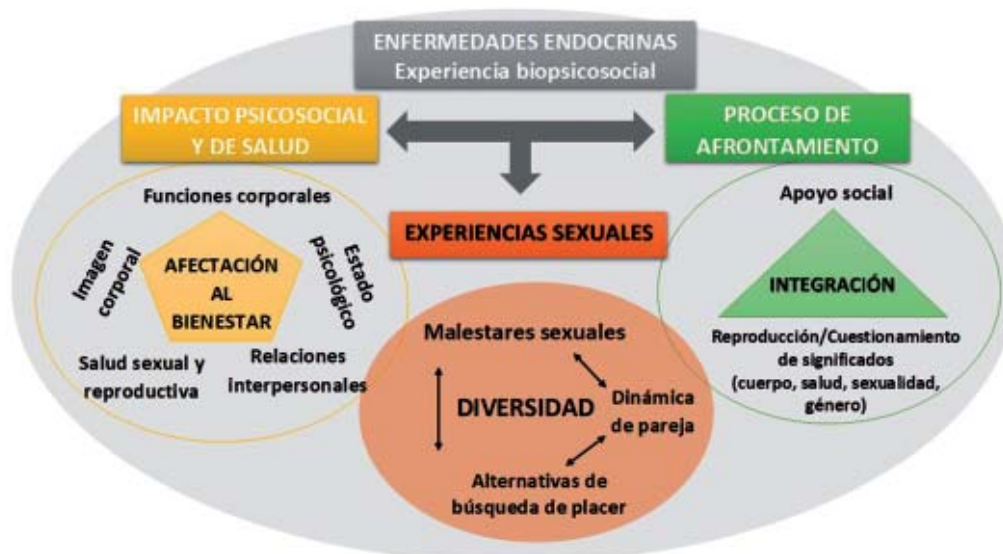 ENFERMEDADES ENDOCRINAS
Experiencia biopsicosocial
IMPACTO PSICOSOCIAL
Y DE SALUD
PROCESO DE
AFRONTAMIENTO
Funciones corporales
Imagen
corporal
AFECTACIÓN
AL
BIENESTAR
Estado
psicológico
Salud sexual y
reproductiva
Relaciones
interpersonales
EXPERIENCIAS SEXUALES
Malestares sexuales
DIVERSIDAD
Dinámica
de pareja
Alternativas de
búsqueda de placer
Apoyo social
INTEGRACIÓN
Reproducción/Cuestionamiento
de significados
(cuerpo, salud, sexualidad,
género)